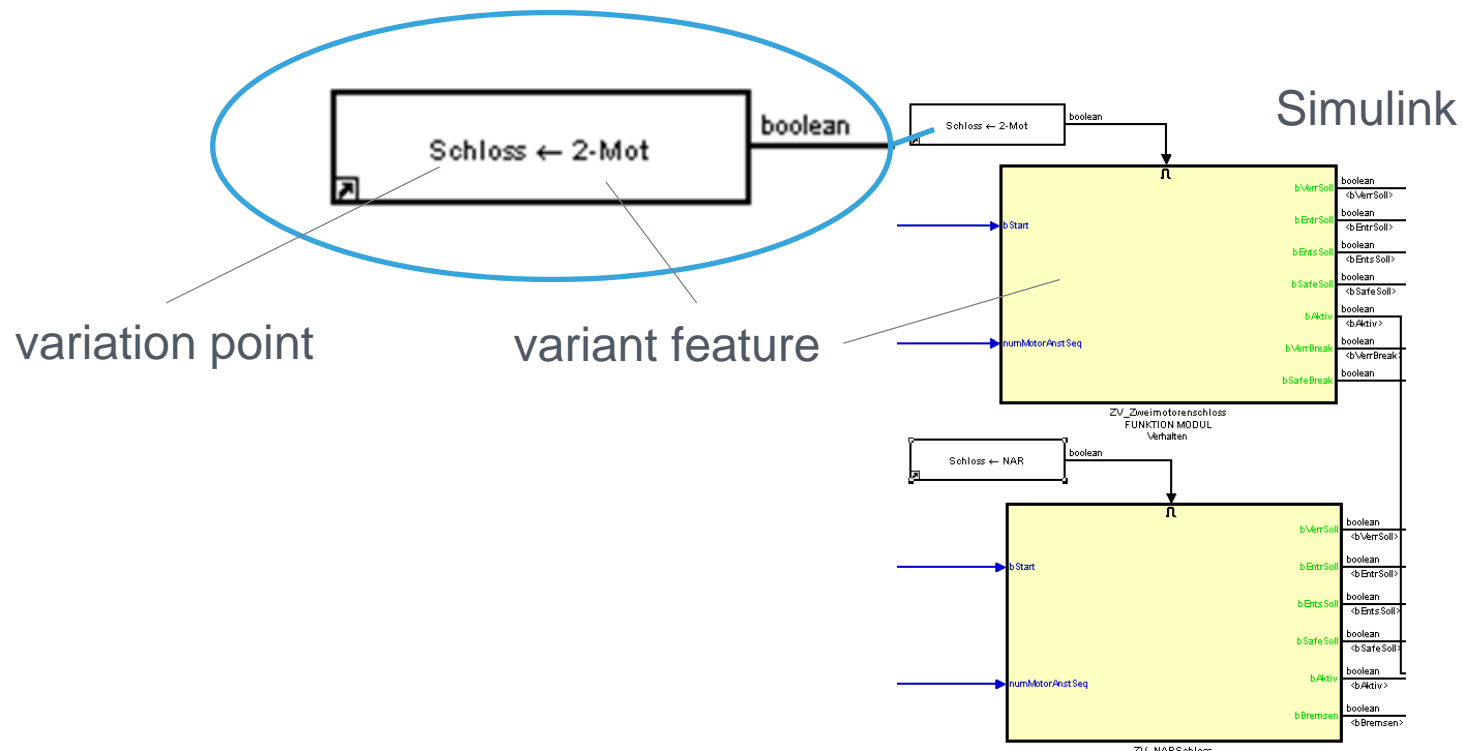 Simulink
Schloss ← 2-Mot
boolean
variation point
variant feature
Schloss ← 2-Mot
boolean
bStart
numMotorAnstSeq
bVerrSoll
boolean
<bVerrSoll>
bEntrSoll
boolean
<bEntrSoll>
bEntsSoll
boolean
<bEntsSoll>
bSafeSoll
boolean
<bSafeSoll>
bAktiv
boolean
<bAktiv>
bVerrBreak
boolean
<bVerrBreak>
bSafeBreak
boolean
ZV_Zweimotorenschloss
FUNKTION MODUL
Verhalten
Schloss ← NAR
boolean
bStart
numMotorAnstSeq
bVerrSoll
boolean
<bVerrSoll>
bEntrSoll
boolean
<bEntrSoll>
bEntsSoll
boolean
<bEntsSoll>
bSafeSoll
boolean
<bSafeSoll>
bAktiv
boolean
<bAktiv>
bBremsen
boolean
<bBremsen>
ZV_NARSchloss